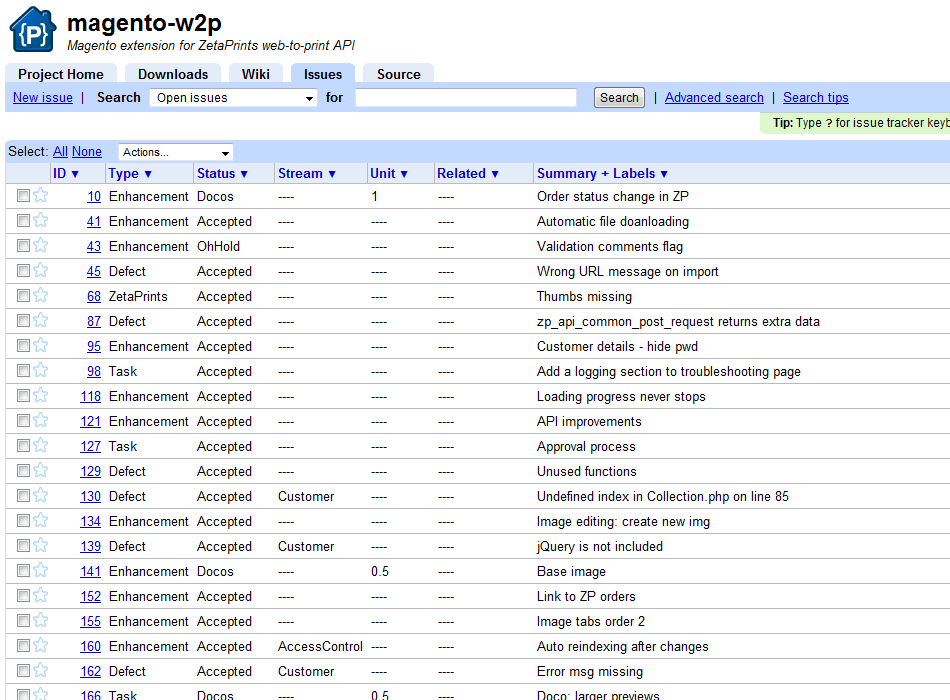 {P} magento-w2p
Magento extension for ZetaPrints web-to-print API
Project Home Downloads Wiki Issues Source
New issue | Search Open issues for Search | Advanced search | Search tips
Tip: Type ? for issue tracker keyb
Select: All None Actions...
ID ▼ Type ▼ Status ▼ Stream ▼ Unit ▼ Related ▼ Summary + Labels ▼
10 Enhancement Docos ---- 1 ---- Order status change in ZP
41 Enhancement Accepted ---- ---- ---- Automatic file doanloading
43 Enhancement OhHold ---- ---- ---- Validation comments flag
45 Defect Accepted ---- ---- ---- Wrong URL message on import
68 ZetaPrints Accepted ---- ---- ---- Thumbs missing
87 Defect Accepted ---- ---- ---- zp_api_common_post_request returns extra data
95 Enhancement Accepted ---- ---- ---- Customer details - hide pwd
98 Task Accepted ---- ---- ---- Add a logging section to troubleshooting page
118 Enhancement Accepted ---- ---- ---- Loading progress never stops
121 Enhancement Accepted ---- ---- ---- API improvements
127 Task Accepted ---- ---- ---- Approval process
129 Defect Accepted ---- ---- ---- Unused functions
130 Defect Accepted Customer ---- ---- Undefined index in Collection.php on line 85
134 Enhancement Accepted ---- ---- ---- Image editing: create new img
139 Defect Accepted Customer ---- ---- jQuery is not included
141 Enhancement Docos ---- 0.5 ---- Base image
152 Enhancement Accepted ---- ---- ---- Link to ZP orders
155 Enhancement Accepted ---- ---- ---- Image tabs order 2
160 Enhancement Accepted AccessControl ---- ---- Auto reindexing after changes
162 Defect Accepted Customer ---- ---- Error msg missing
166 Task Docos ---- 0.5 ---- Doco: larger previews